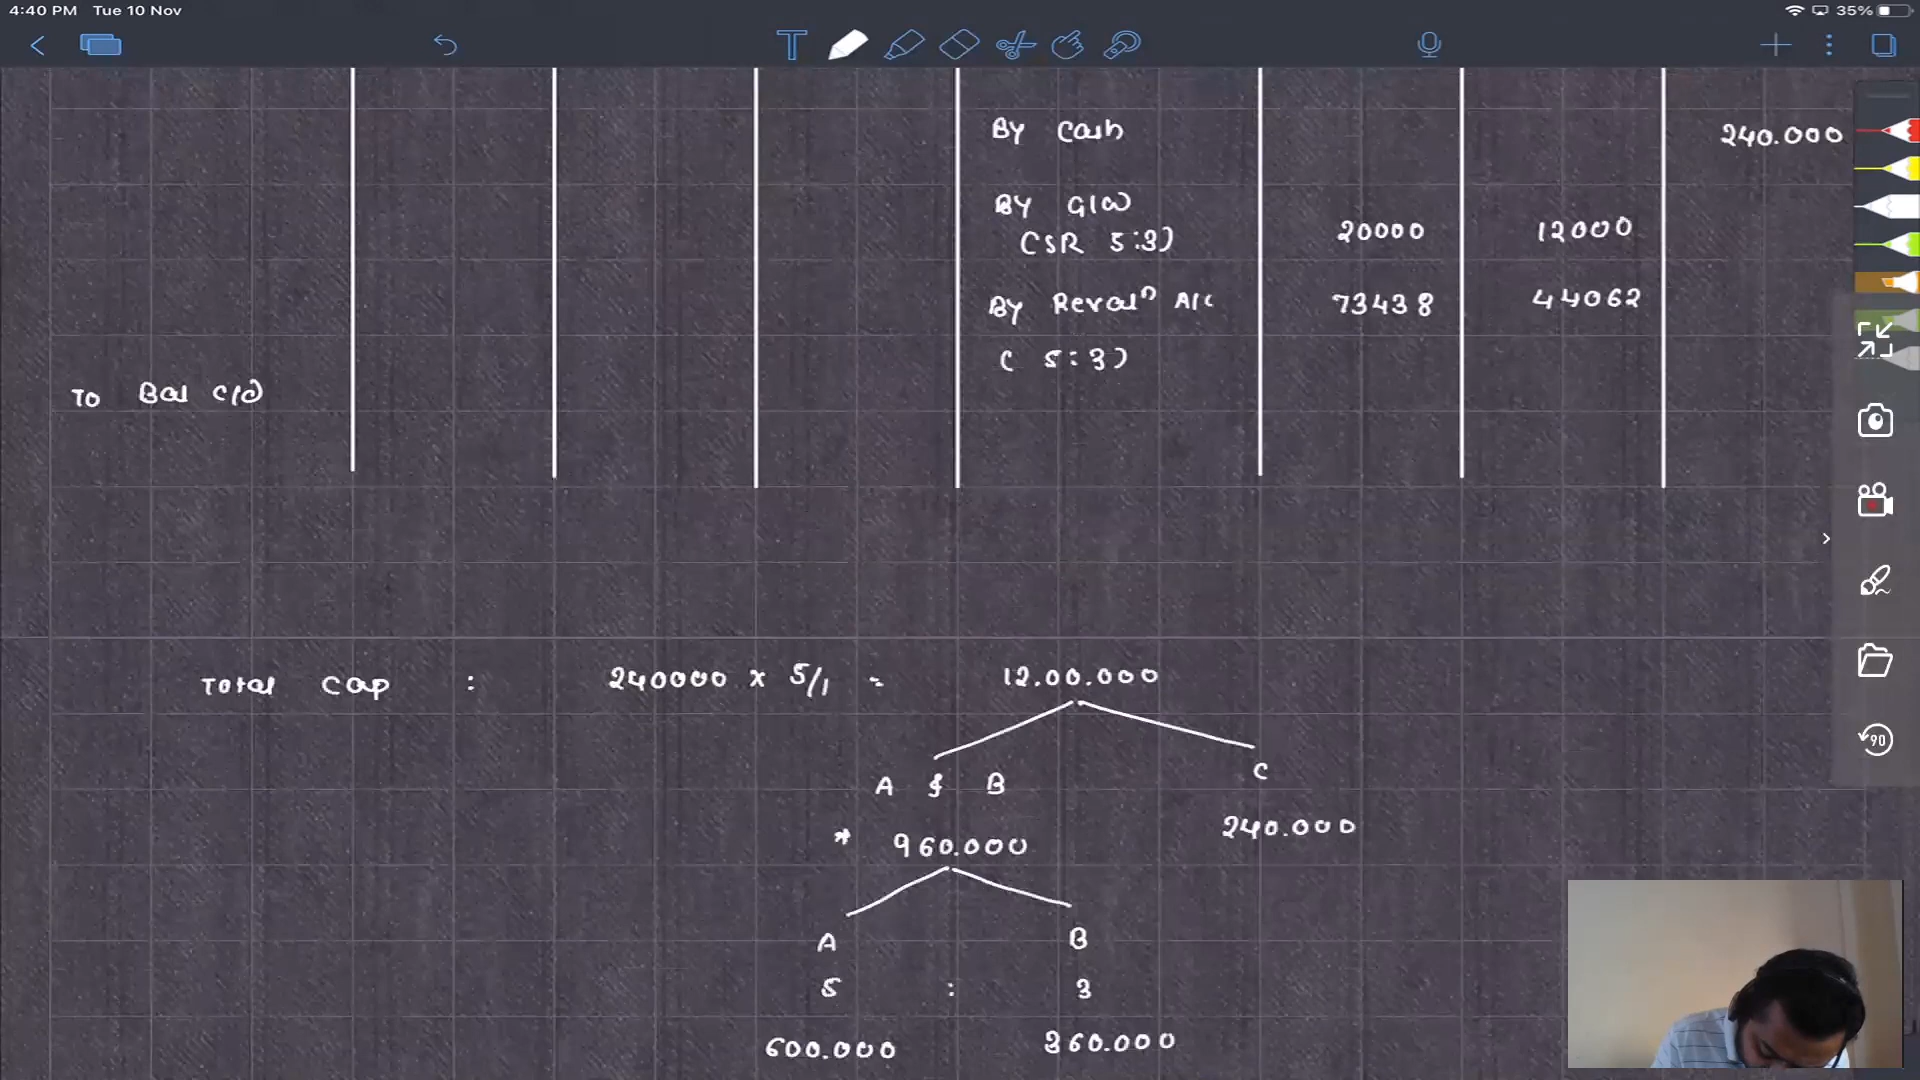 4:40 PM Tue 10 Nov
35%
T
By Cash 240.000
By G/W
(SR 5:3) 20000 12000
By Revalⁿ A/c 73438 44062
( 5:3)
To Bal c/d
Total Cap : 240000 x 5/1 = 12.00.000
A & B C
* 960.000 240.000
A B
5 : 3
600.000 360.000
90